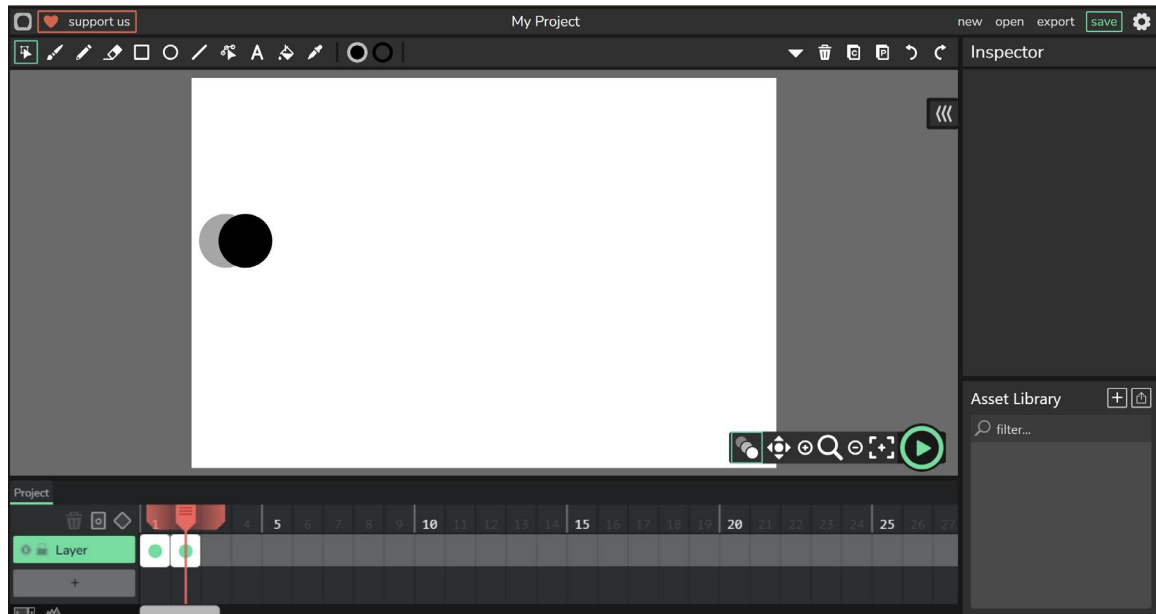 support us
My Project
new open export save
A
C P
Inspector
Asset Library
filter...
Project
1 4 5 6 7 8 9 10 11 12 13 14 15 16 17 18 19 20 21 22 23 24 25 26 27
Layer
+